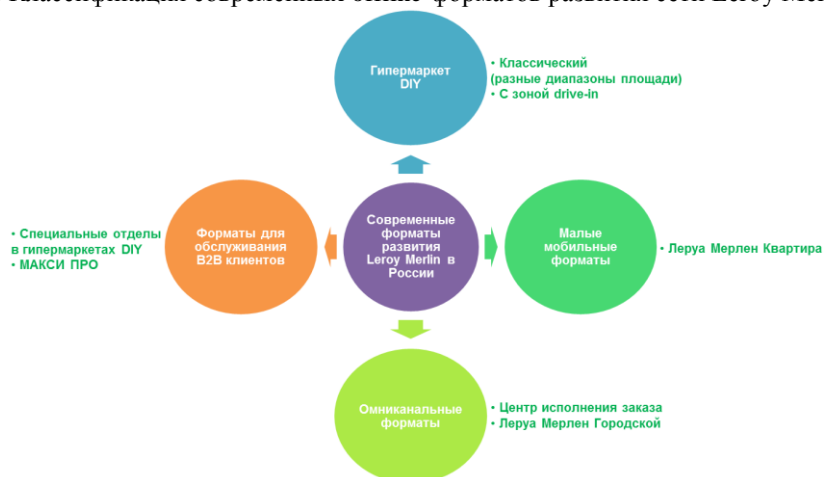 Гипермаркет
DIY
• Классический
(разные диапазоны площади)
• С зоной drive-in
• Специальные отделы
в гипермаркетах DIY
• МАКСИ ПРО
Форматы для
обслуживания
B2B клиентов
Современные
форматы
развития
Leroy Merlin в
России
Малые
мобильные
форматы
• Леруа Мерлен Квартира
Омниканальные
форматы
• Центр исполнения заказа
• Леруа Мерлен Городской